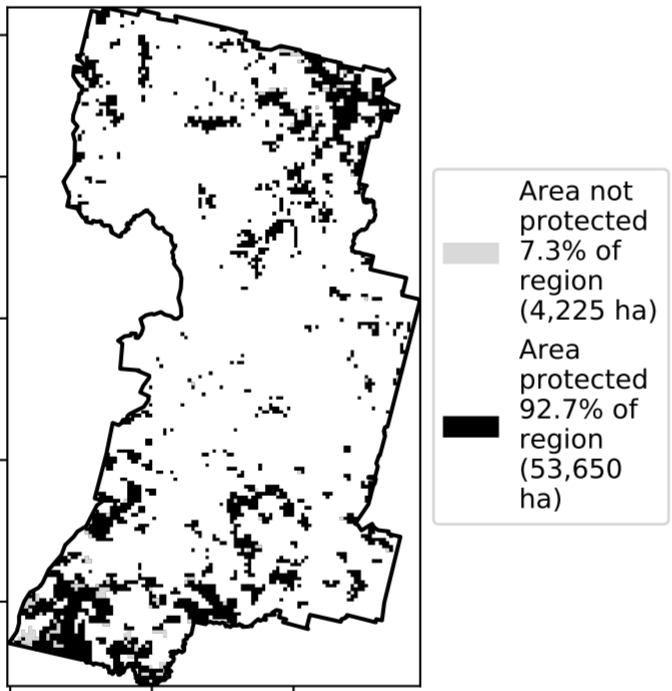 Area not
protected
7.3% of
region
(4,225 ha)
Area
protected
92.7% of
region
(53,650
ha)